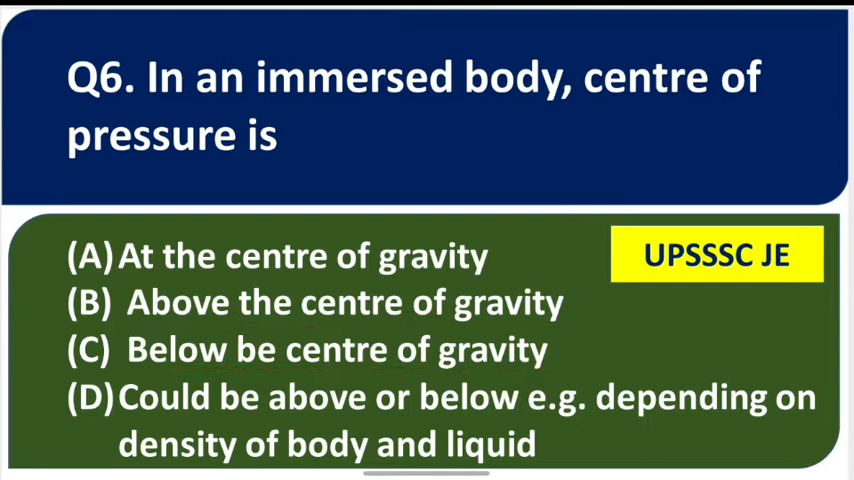 Q6. In an immersed body, centre of
pressure is
(A) At the centre of gravity
UPSSSC JE
(B) Above the centre of gravity
(C) Below be centre of gravity
(D) Could be above or below e.g. depending on
density of body and liquid